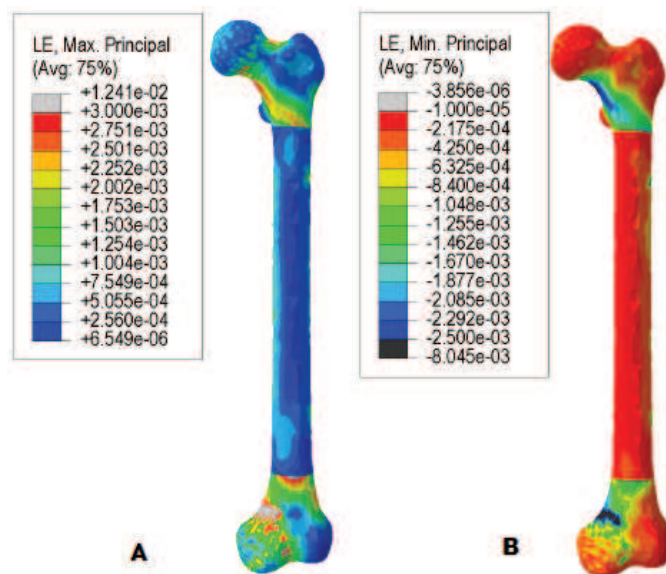 LE, Max. Principal
(Avg: 75%)
+1.241e-02
+3.000e-03
+2.751e-03
+2.501e-03
+2.252e-03
+2.002e-03
+1.753e-03
+1.503e-03
+1.254e-03
+1.004e-03
+7.549e-04
+5.055e-04
+2.560e-04
+6.549e-06
A
LE, Min. Principal
(Avg: 75%)
-3.856e-06
-1.000e-05
-2.175e-04
-4.250e-04
-6.325e-04
-8.400e-04
-1.048e-03
-1.255e-03
-1.462e-03
-1.670e-03
-1.877e-03
-2.085e-03
-2.292e-03
-2.500e-03
-8.045e-03
B